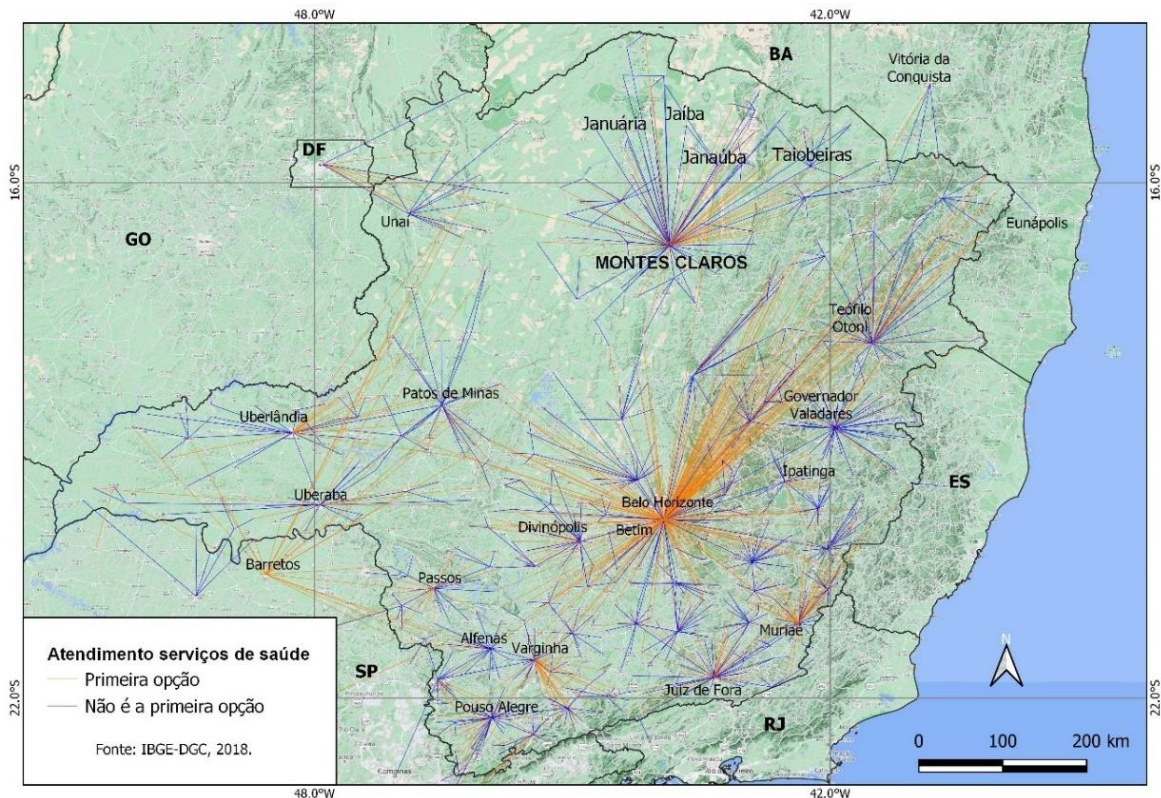 48.0°W
42.0°W
BA
Vitória da
Conquista
Jaíba
Januária
DF
Janaúba
Taiobeiras
16.0°S
16.0°S
Unaí
Eunápolis
GO
MONTES CLAROS
Teófilo
Otoni
Patos de Minas
Governador
Valadares
Uberlândia
Ipatinga
ES
Uberaba
Belo Horizonte
Divinópolis
Betim
Barretos
Passos
Muriaé
Alfenas
Varginha
Atendimento serviços de saúde
SP
Primeira opção
Juiz de Fora
22.0°S
22.0°S
Não é a primeira opção
Pouso Alegre
N
RJ
Fonte: IBGE-DGC, 2018.
0 100 200 km
Campinas
48.0°W
42.0°W